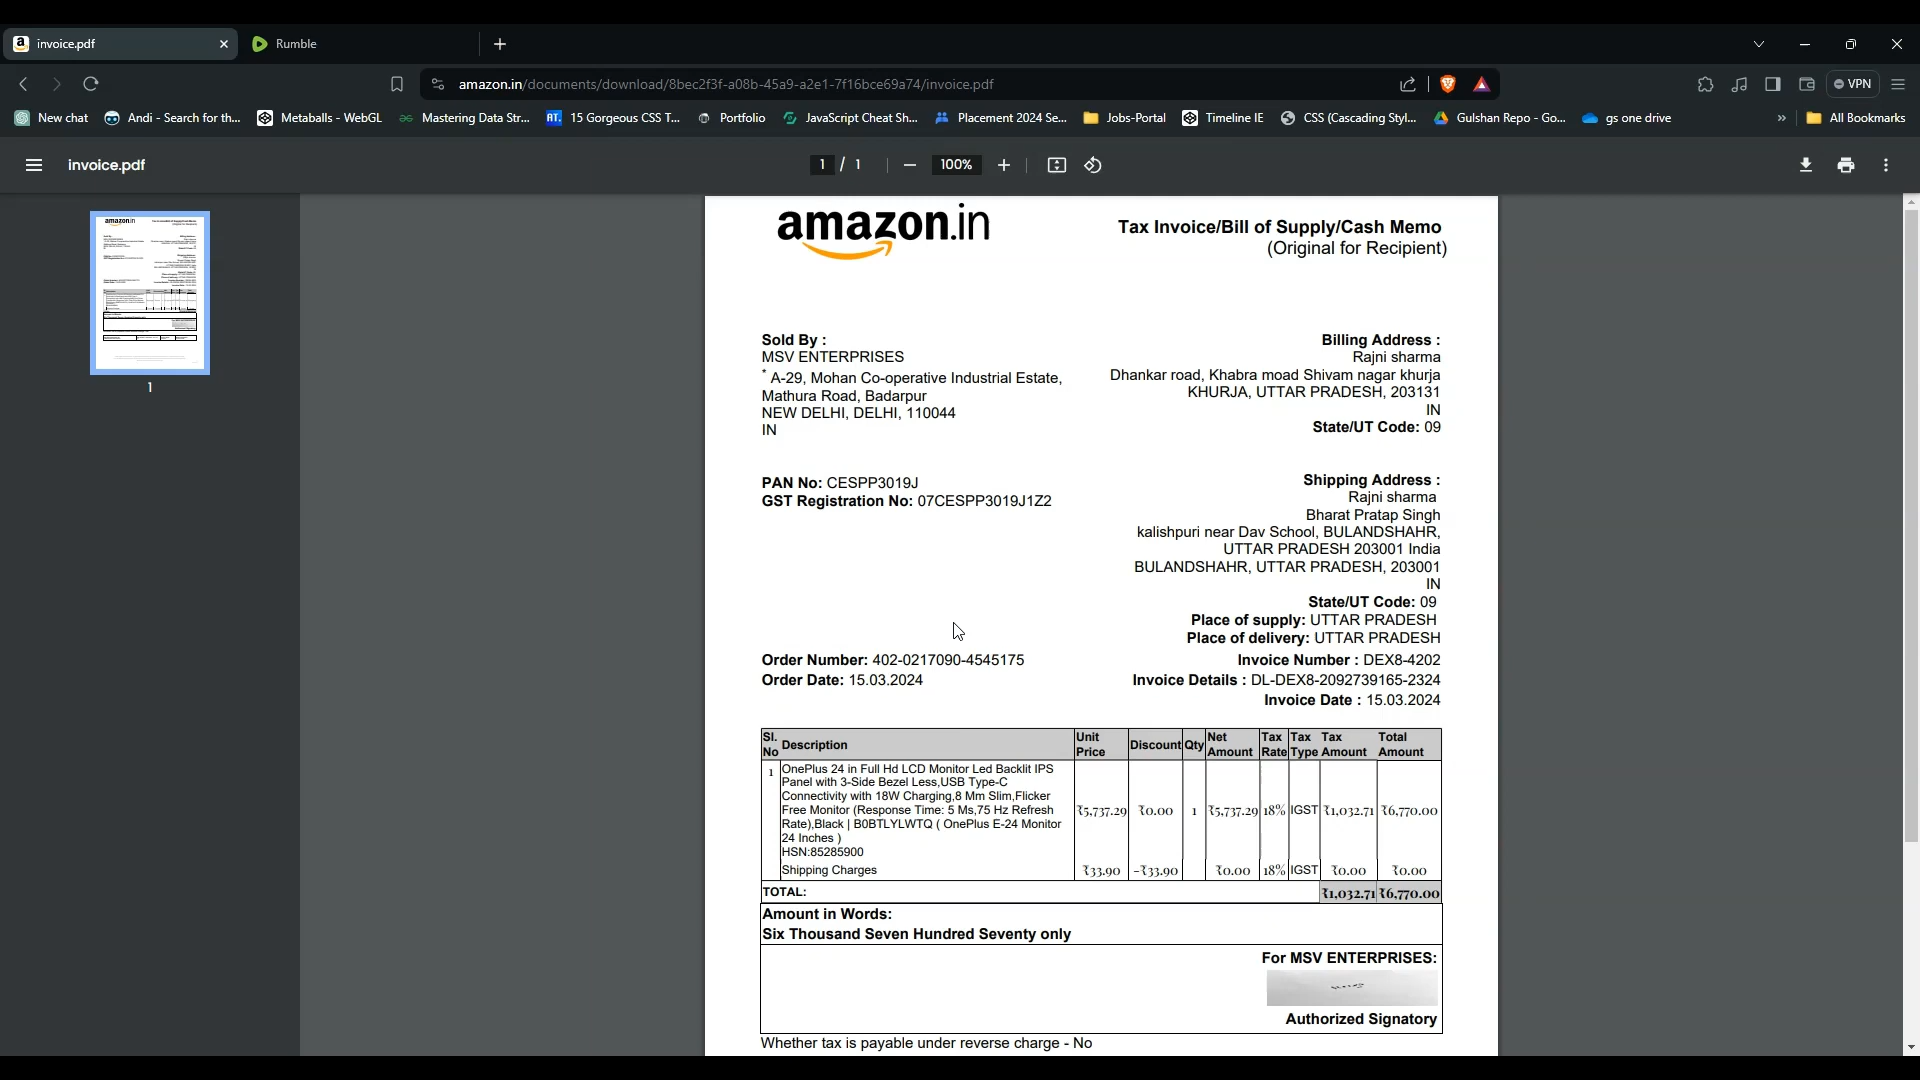 invoice.pdf
Rumble
amazon.in/documents/download/8bec2f3f-a08b-45a9-a2e1-7f16bce69a74/invoice.pdf
VPN
New chat
Andi - Search for th...
Metaballs - WebGL
Mastering Data Str...
15 Gorgeous CSS T...
Portfolio
JavaScript Cheat Sh...
Placement 2024 Se...
Jobs-Portal
Timeline IE
CSS (Cascading Styl...
Gulshan Repo - Go...
gs one drive
»
All Bookmarks
invoice.pdf
1 / 1
100%
1
amazon.in
Tax Invoice/Bill of Supply/Cash Memo
(Original for Recipient)
Sold By :
MSV ENTERPRISES
* A-29, Mohan Co-operative Industrial Estate,
Mathura Road, Badarpur
NEW DELHI, DELHI, 110044
IN
Billing Address :
Rajni sharma
Dhankar road, Khabra moad Shivam nagar khurja
KHURJA, UTTAR PRADESH, 203131
IN
State/UT Code: 09
PAN No: CESPP3019J
GST Registration No: 07CESPP3019J1Z2
Shipping Address :
Rajni sharma
Bharat Pratap Singh
kalishpuri near Dav School, BULANDSHAHR,
UTTAR PRADESH 203001 India
BULANDSHAHR, UTTAR PRADESH, 203001
IN
State/UT Code: 09
Place of supply: UTTAR PRADESH
Place of delivery: UTTAR PRADESH
Order Number: 402-0217090-4545175
Order Date: 15.03.2024
Invoice Number : DEX8-4202
Invoice Details : DL-DEX8-2092739165-2324
Invoice Date : 15.03.2024
Sl. No Description Unit Price Discount Qty Net Amount Tax Rate Tax Type Tax Amount Total Amount
1 OnePlus 24 in Full Hd LCD Monitor Led Backlit IPS
Panel with 3-Side Bezel Less,USB Type-C
Connectivity with 18W Charging,8 Mm Slim,Flicker
Free Monitor (Response Time: 5 Ms,75 Hz Refresh ₹5,737.29 ₹0.00 1 ₹5,737.29 18% IGST ₹1,032.71 ₹6,770.00
Rate),Black | B0BTLYLWTQ ( OnePlus E-24 Monitor
24 Inches )
HSN:85285900
Shipping Charges ₹33.90 -₹33.90 ₹0.00 18% IGST ₹0.00 ₹0.00
TOTAL: ₹1,032.71 ₹6,770.00
Amount in Words:
Six Thousand Seven Hundred Seventy only
For MSV ENTERPRISES:
Authorized Signatory
Whether tax is payable under reverse charge - No